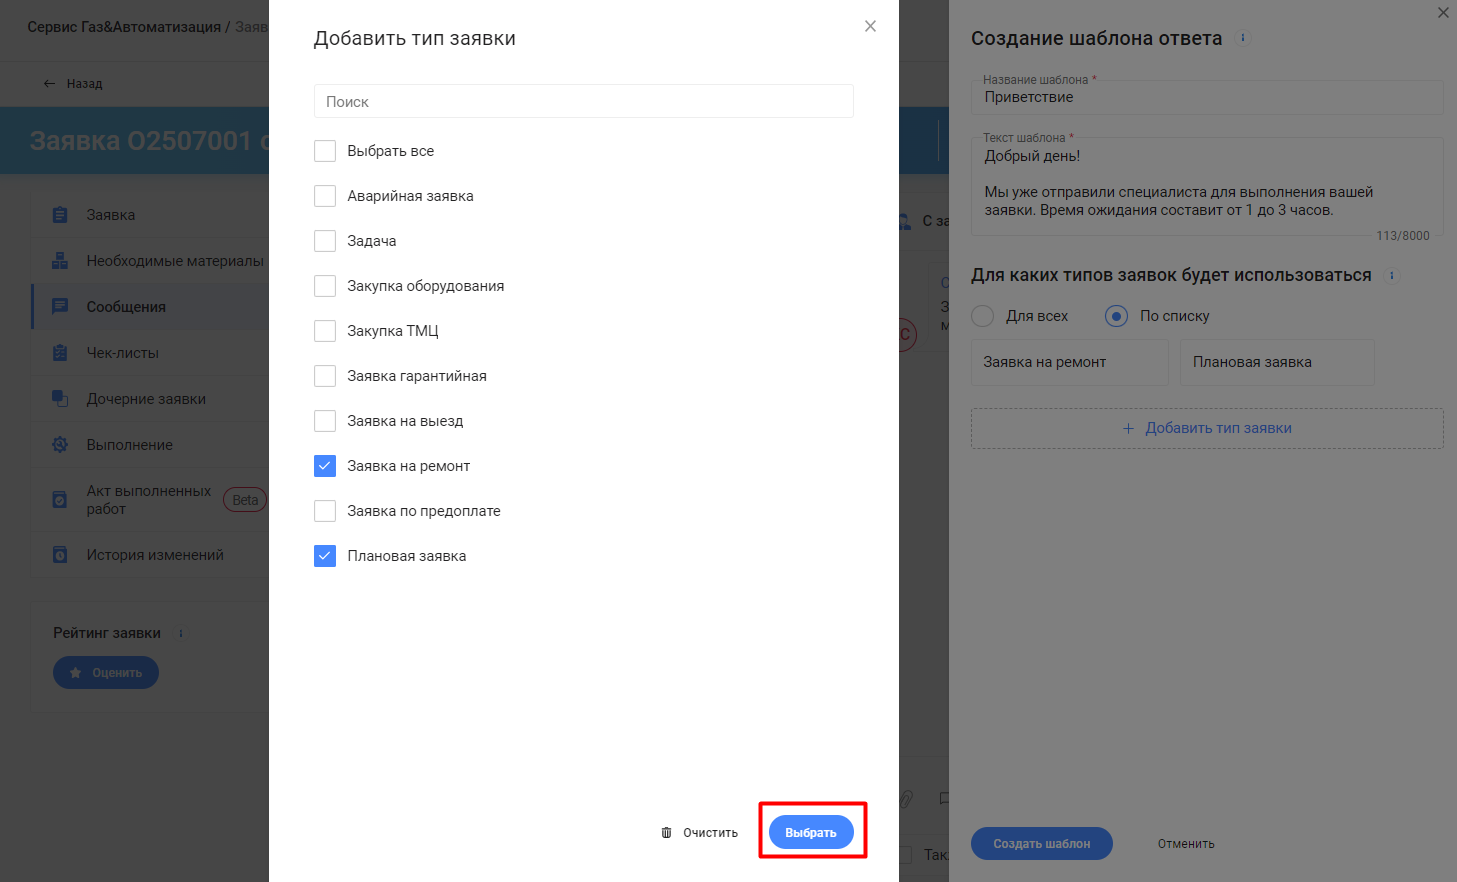 Сервис Газ&Автоматизация / Заяв
Назад
Заявка О2507001 с
Заявка
Необходимые материалы
Сообщения
Чек-листы
Дочерние заявки
Выполнение
Акт выполненных
работ
Beta
История изменений
Рейтинг заявки
Оценить
Добавить тип заявки
Поиск
Выбрать все
Аварийная заявка
Задача
Закупка оборудования
Закупка ТМЦ
Заявка гарантийная
Заявка на выезд
Заявка на ремонт
Заявка по предоплате
Плановая заявка
Очистить
Выбрать
С за
С
З
м
С
Так
Создание шаблона ответа
Название шаблона *
Приветствие
Текст шаблона *
Добрый день!
Мы уже отправили специалиста для выполнения вашей
заявки. Время ожидания составит от 1 до 3 часов.
113/8000
Для каких типов заявок будет использоваться
Для всех
По списку
Заявка на ремонт
Плановая заявка
+ Добавить тип заявки
Создать шаблон
Отменить